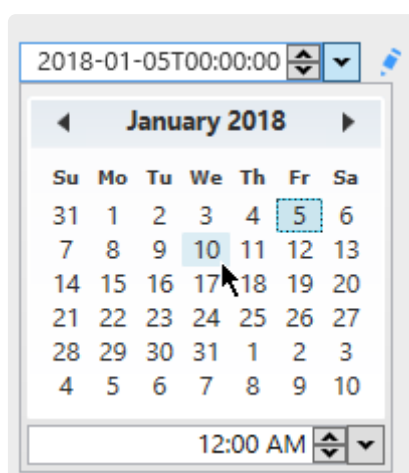 2018-01-05T00:00:00
January 2018
Su Mo Tu We Th Fr Sa
31 1 2 3 4 5 6
7 8 9 10 11 12 13
14 15 16 17 18 19 20
21 22 23 24 25 26 27
28 29 30 31 1 2 3
4 5 6 7 8 9 10
12:00 AM